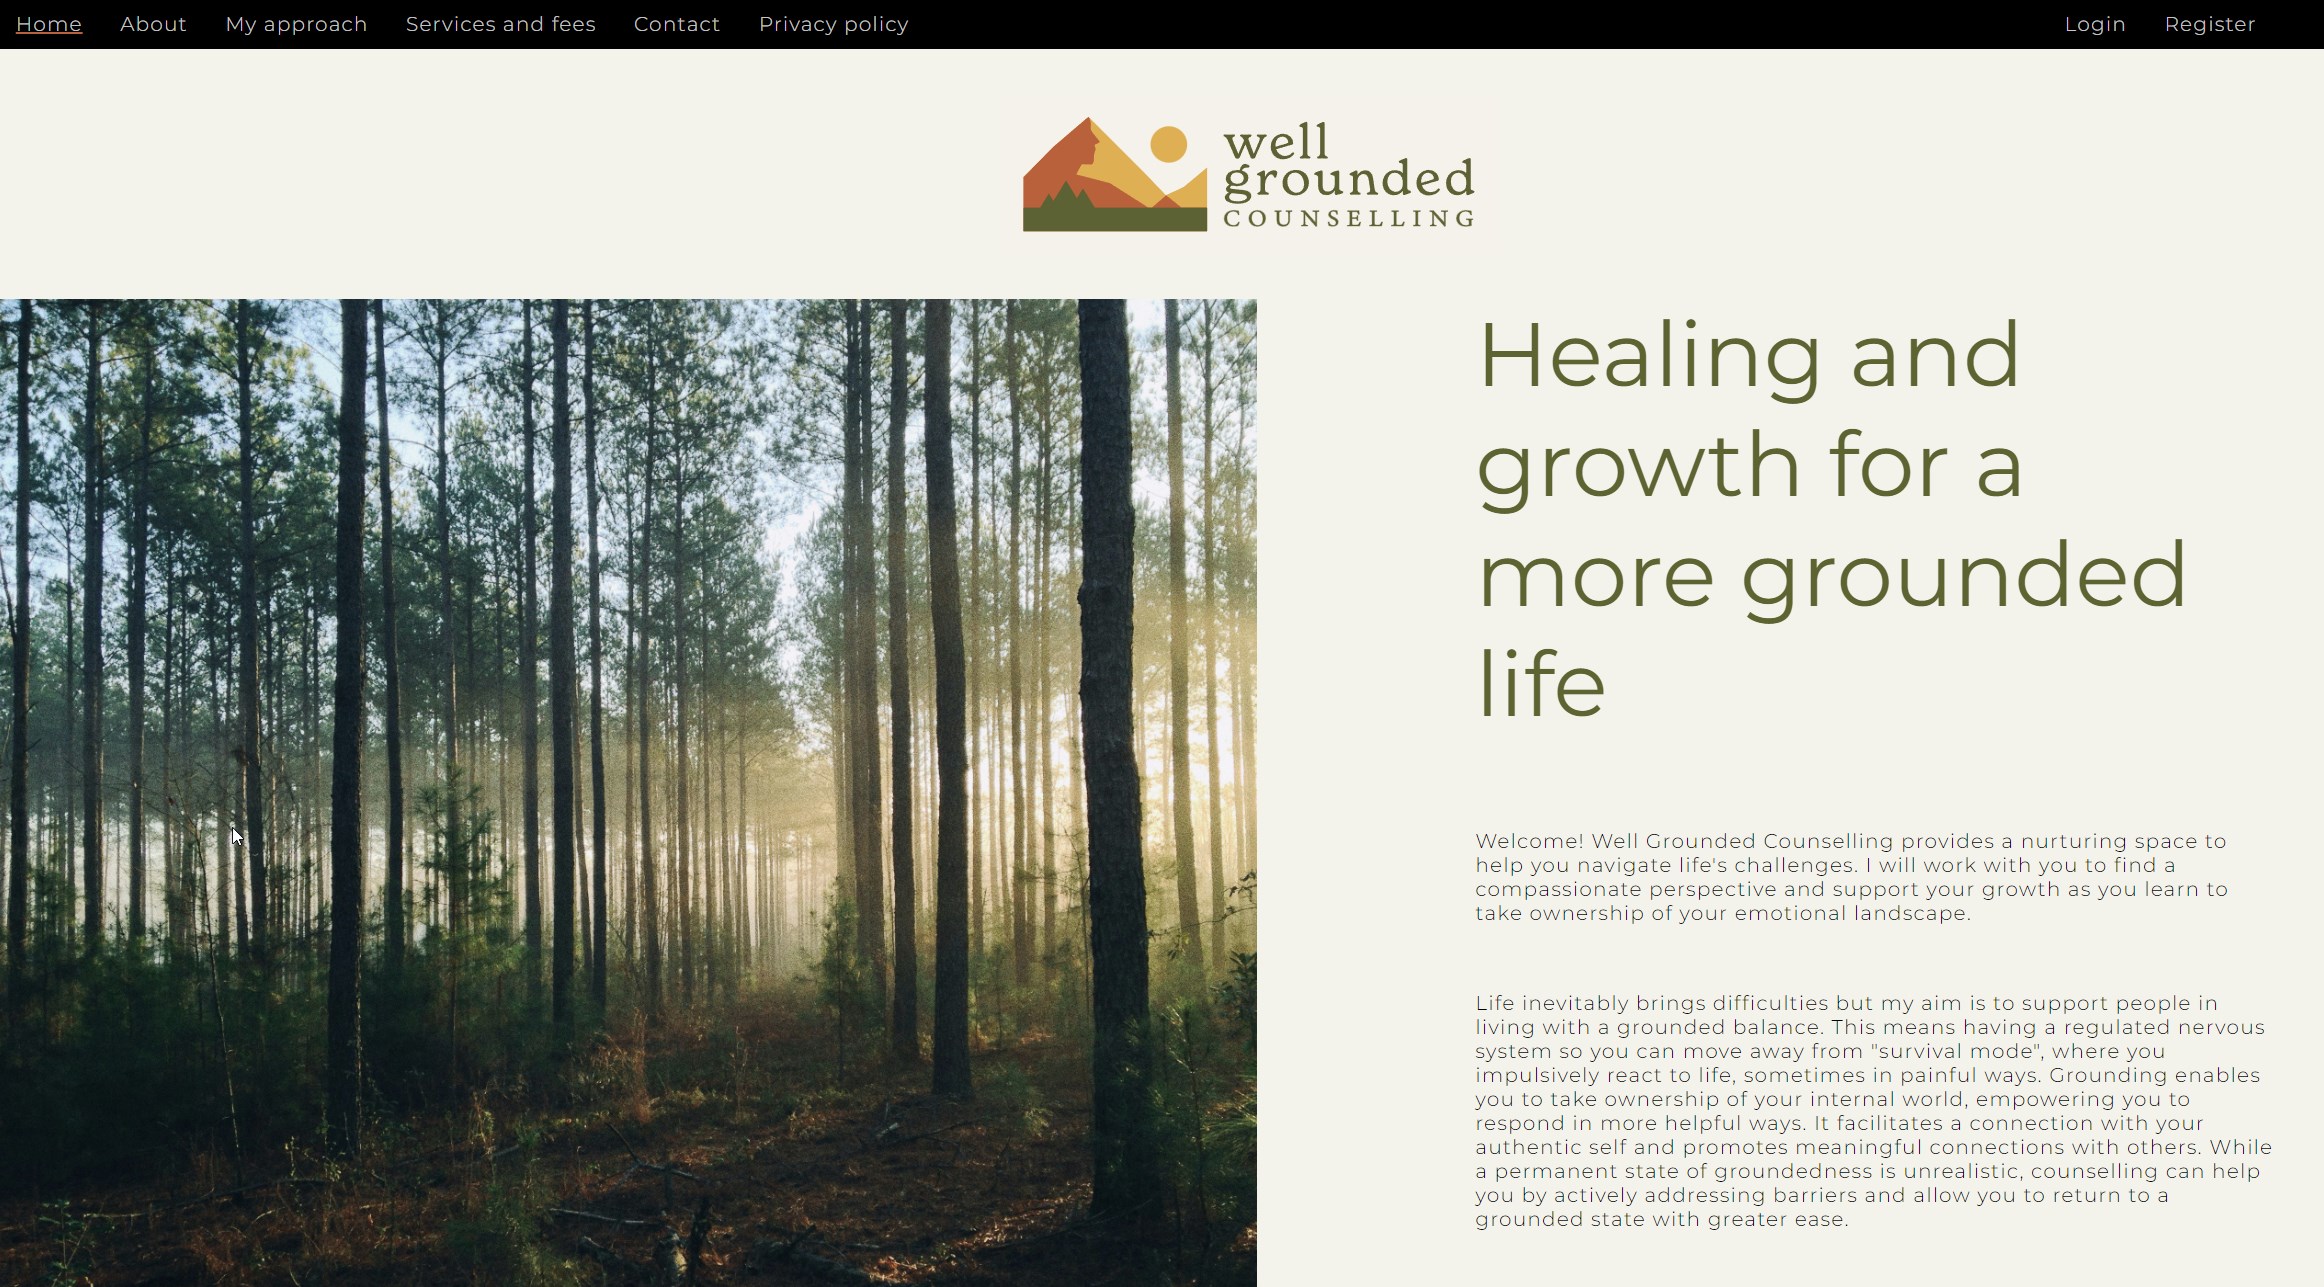 Home About My approach Services and fees Contact Privacy policy Login Register
well
grounded
COUNSELLING
Healing and
growth for a
more grounded
life
Welcome! Well Grounded Counselling provides a nurturing space to
help you navigate life's challenges. I will work with you to find a
compassionate perspective and support your growth as you learn to
take ownership of your emotional landscape.
Life inevitably brings difficulties but my aim is to support people in
living with a grounded balance. This means having a regulated nervous
system so you can move away from "survival mode", where you
impulsively react to life, sometimes in painful ways. Grounding enables
you to take ownership of your internal world, empowering you to
respond in more helpful ways. It facilitates a connection with your
authentic self and promotes meaningful connections with others. While
a permanent state of groundedness is unrealistic, counselling can help
you by actively addressing barriers and allow you to return to a
grounded state with greater ease.